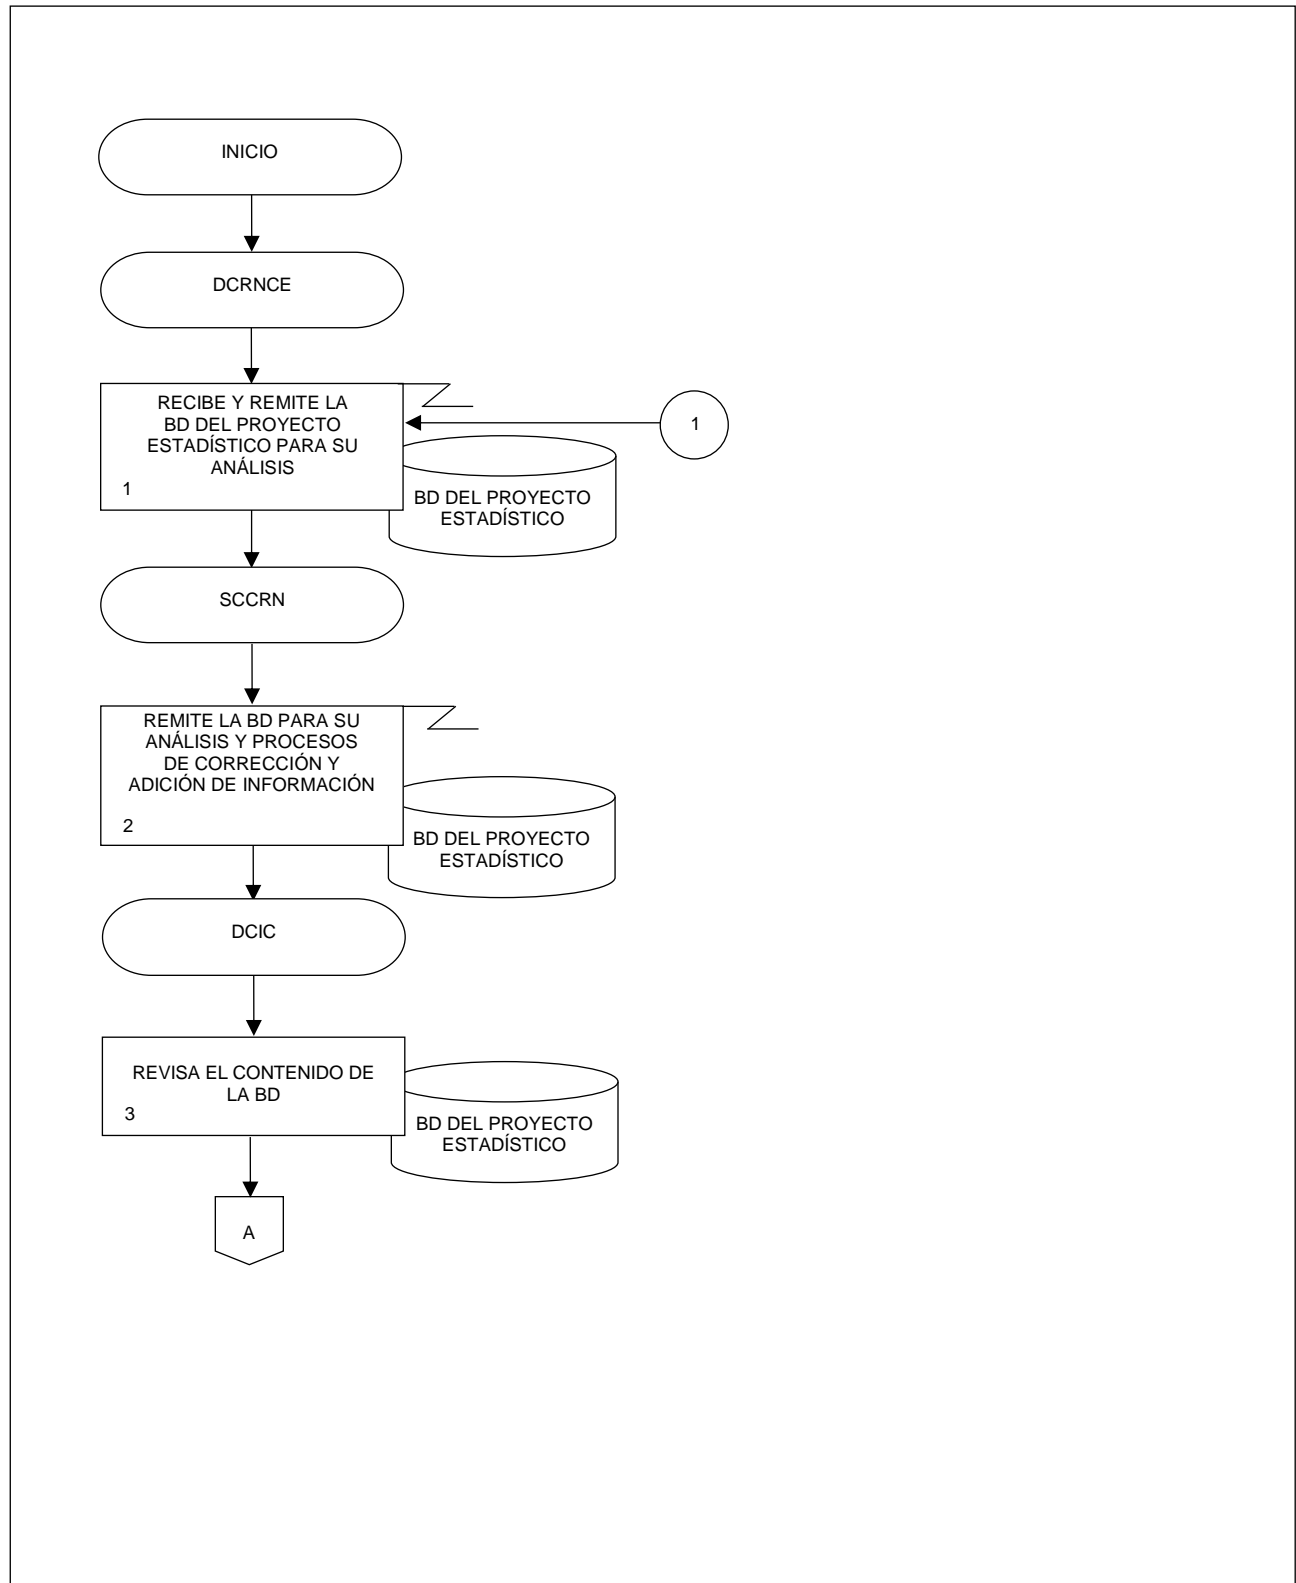 INICIO
DCRNCE
RECIBE Y REMITE LA
BD DEL PROYECTO
ESTADÍSTICO PARA SU
ANÁLISIS
1
1
BD DEL PROYECTO
ESTADÍSTICO
SCCRN
REMITE LA BD PARA SU
ANÁLISIS Y PROCESOS
DE CORRECCIÓN Y
ADICIÓN DE INFORMACIÓN
2
BD DEL PROYECTO
ESTADÍSTICO
DCIC
REVISA EL CONTENIDO DE
LA BD
3
BD DEL PROYECTO
ESTADÍSTICO
A